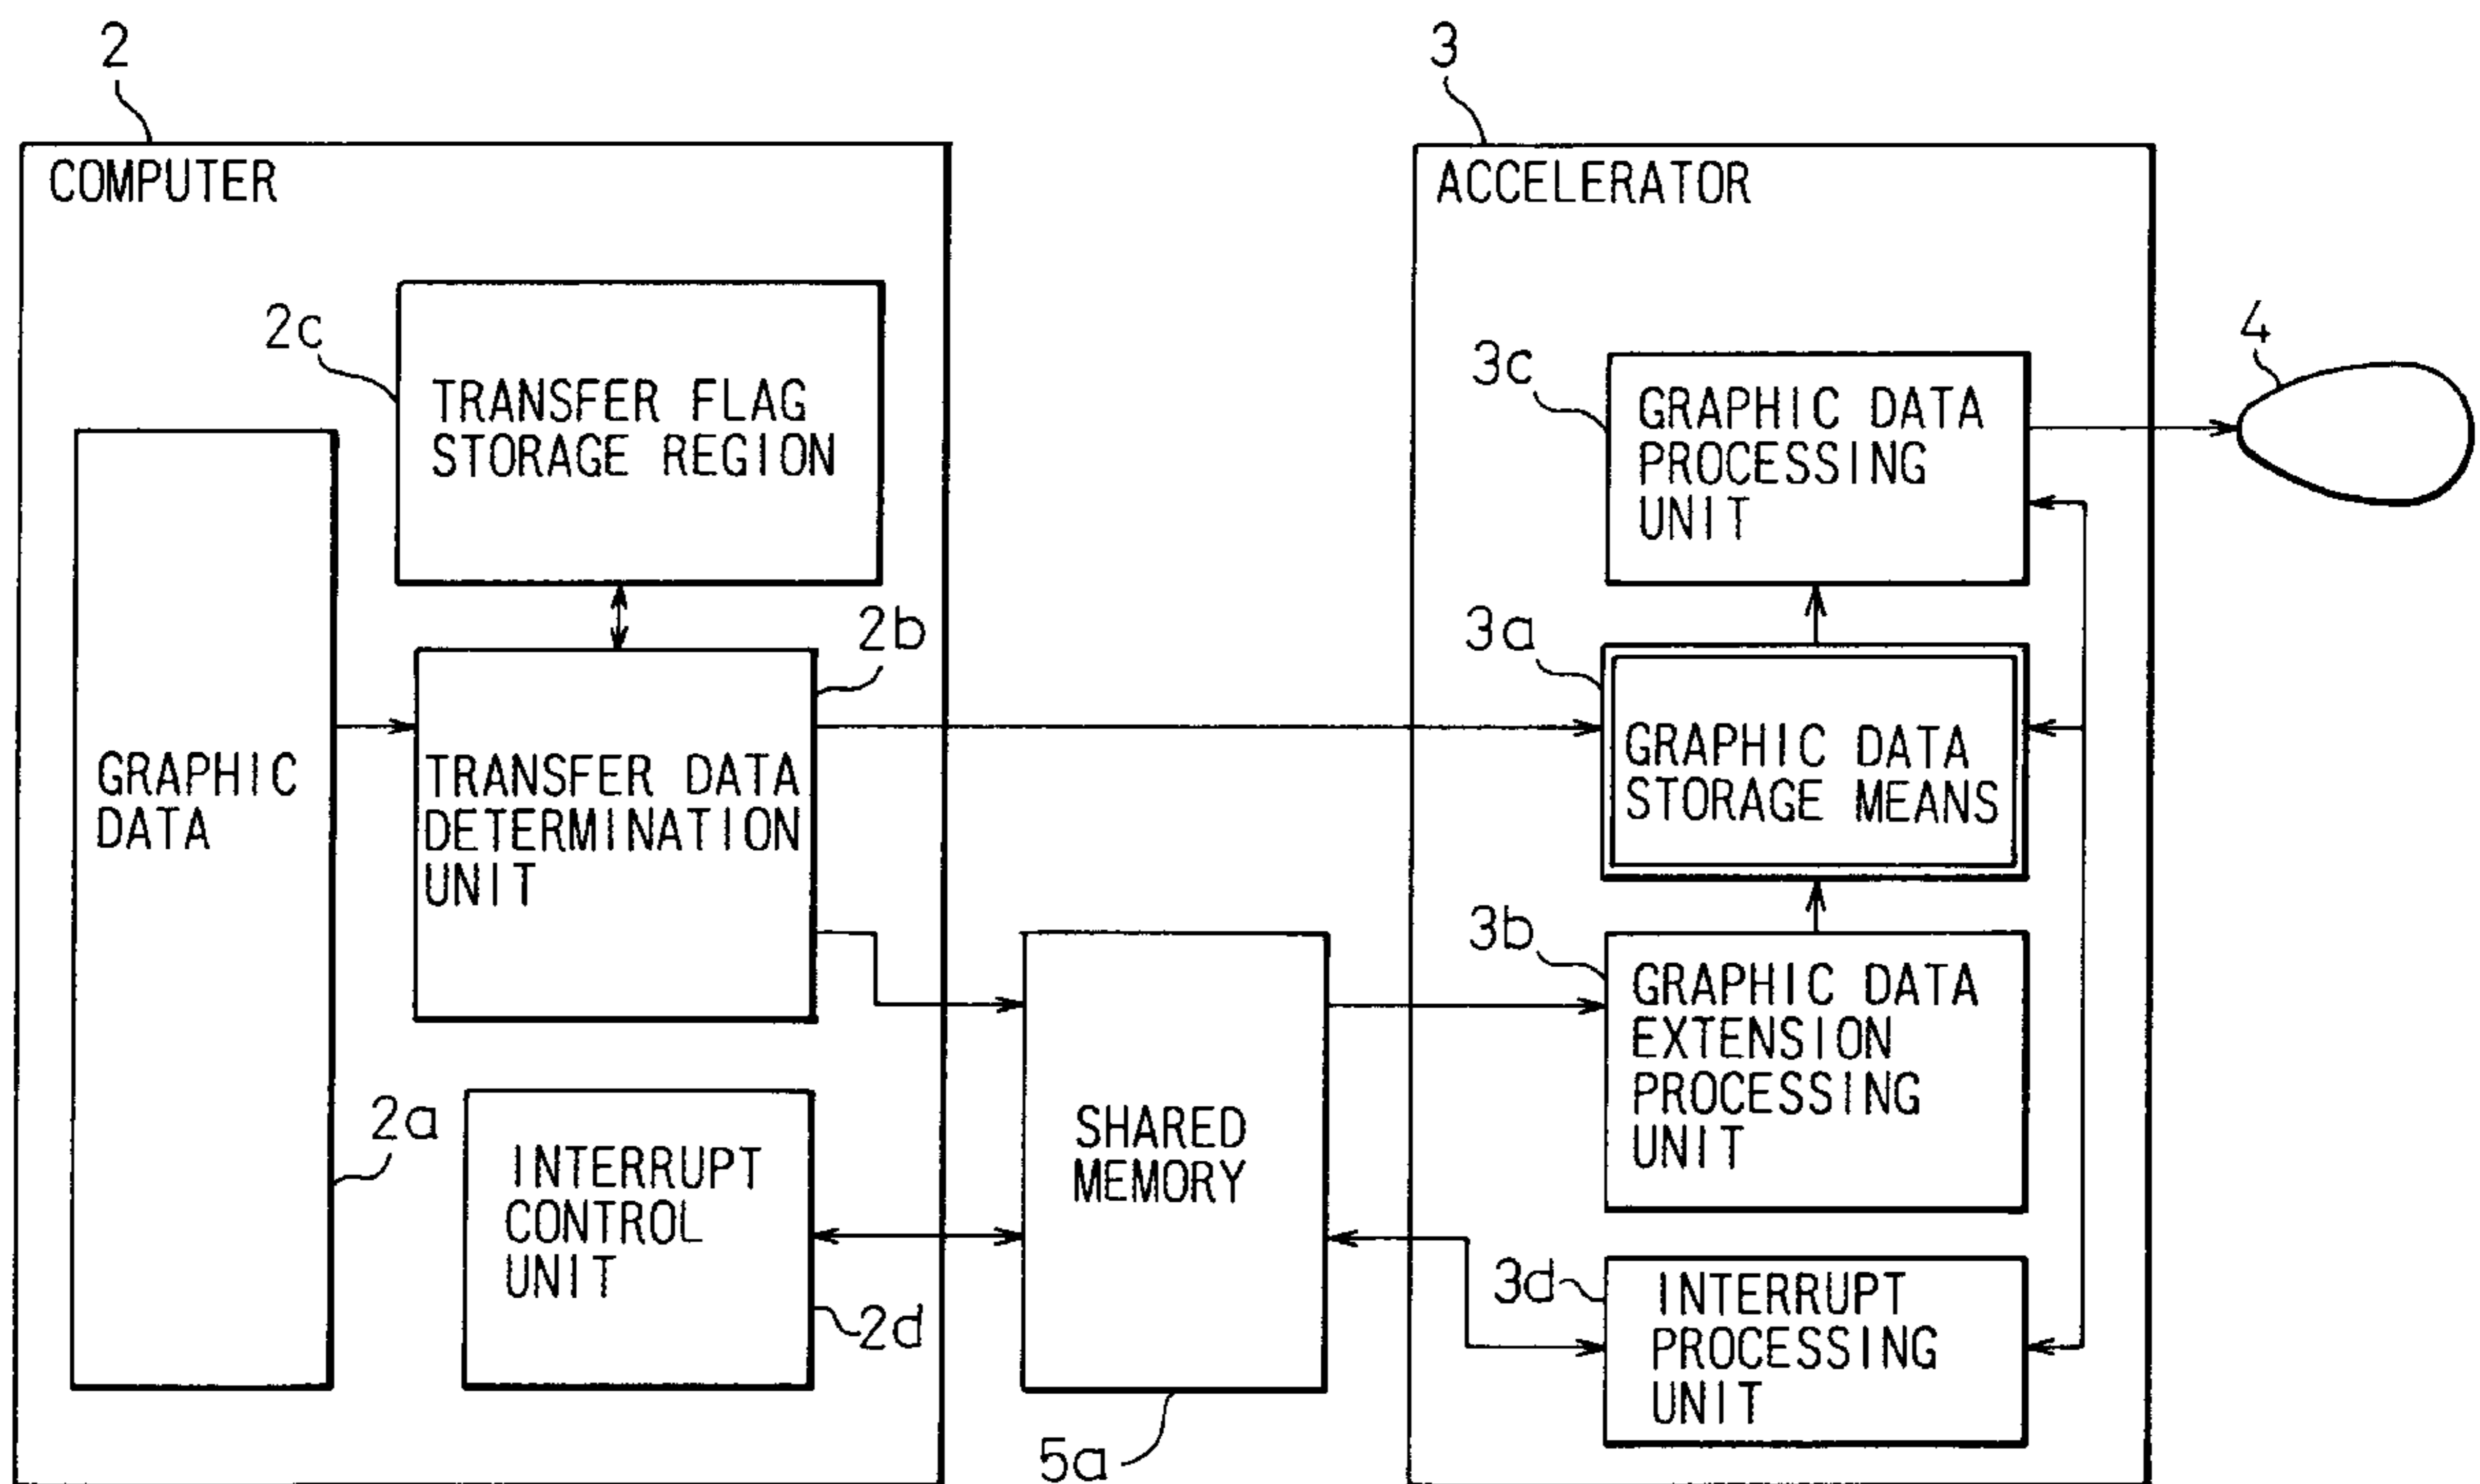 2
3
COMPUTER
ACCELERATOR
2c
TRANSFER FLAG
STORAGE REGION
3c
GRAPHIC DATA
PROCESSING
UNIT
4
2b
3a
GRAPHIC
DATA
TRANSFER DATA
DETERMINATION
UNIT
GRAPHIC DATA
STORAGE MEANS
3b
GRAPHIC DATA
EXTENSION
PROCESSING
UNIT
2a
INTERRUPT
CONTROL
UNIT
2d
SHARED
MEMORY
5a
3d
INTERRUPT
PROCESSING
UNIT